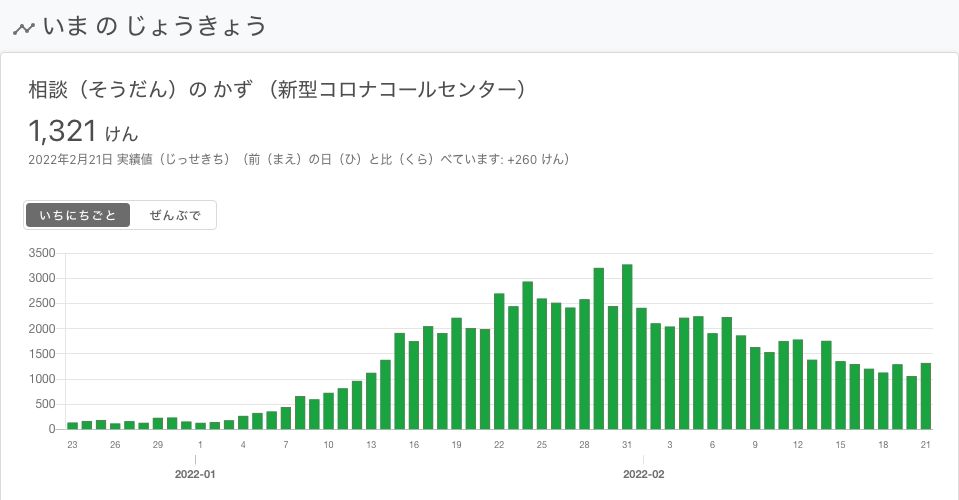 いま の じょうきょう
相談（そうだん）の かず （新型コロナコールセンター）
1,321 けん
2022年2月21日 実績値（じっせきち）（前（まえ）の日（ひ）と比（くら）べています: +260 けん）
いちにちごと ぜんぶで
3500
3000
2500
2000
1500
1000
500
0
23 26 29 1 4 7 10 13 16 19 22 25 28 31 3 6 9 12 15 18 21
2022-01 2022-02